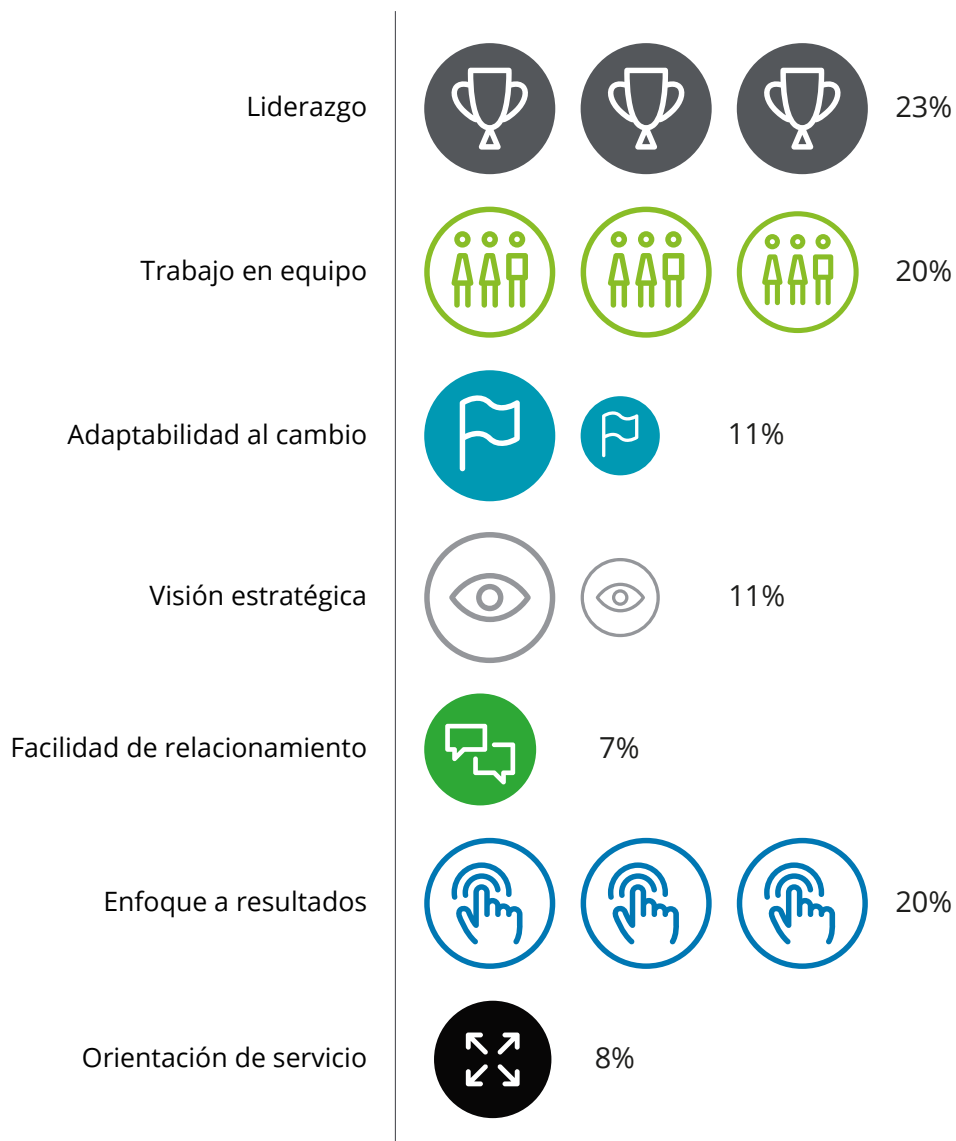 Liderazgo 23%
Trabajo en equipo 20%
Adaptabilidad al cambio 11%
Visión estratégica 11%
Facilidad de relacionamiento 7%
Enfoque a resultados 20%
Orientación de servicio 8%